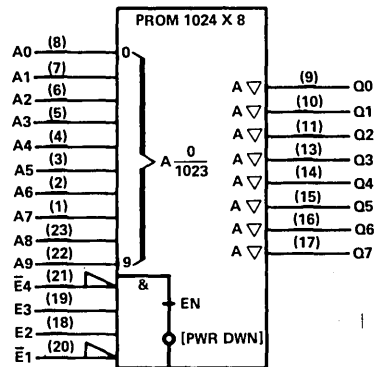 PROM 1024 X 8
A0 (8) 0
A1 (7)
A2 (6)
A3 (5)
A4 (4)
A5 (3)
A6 (2)
A7 (1)
A8 (23)
A9 (22) 9
A 0/1023
E̅4 (21) &
E3 (19) EN
E2 (18)
E̅1 (20) [PWR DWN]
A ▽ (9) Q0
A ▽ (10) Q1
A ▽ (11) Q2
A ▽ (13) Q3
A ▽ (14) Q4
A ▽ (15) Q5
A ▽ (16) Q6
A ▽ (17) Q7